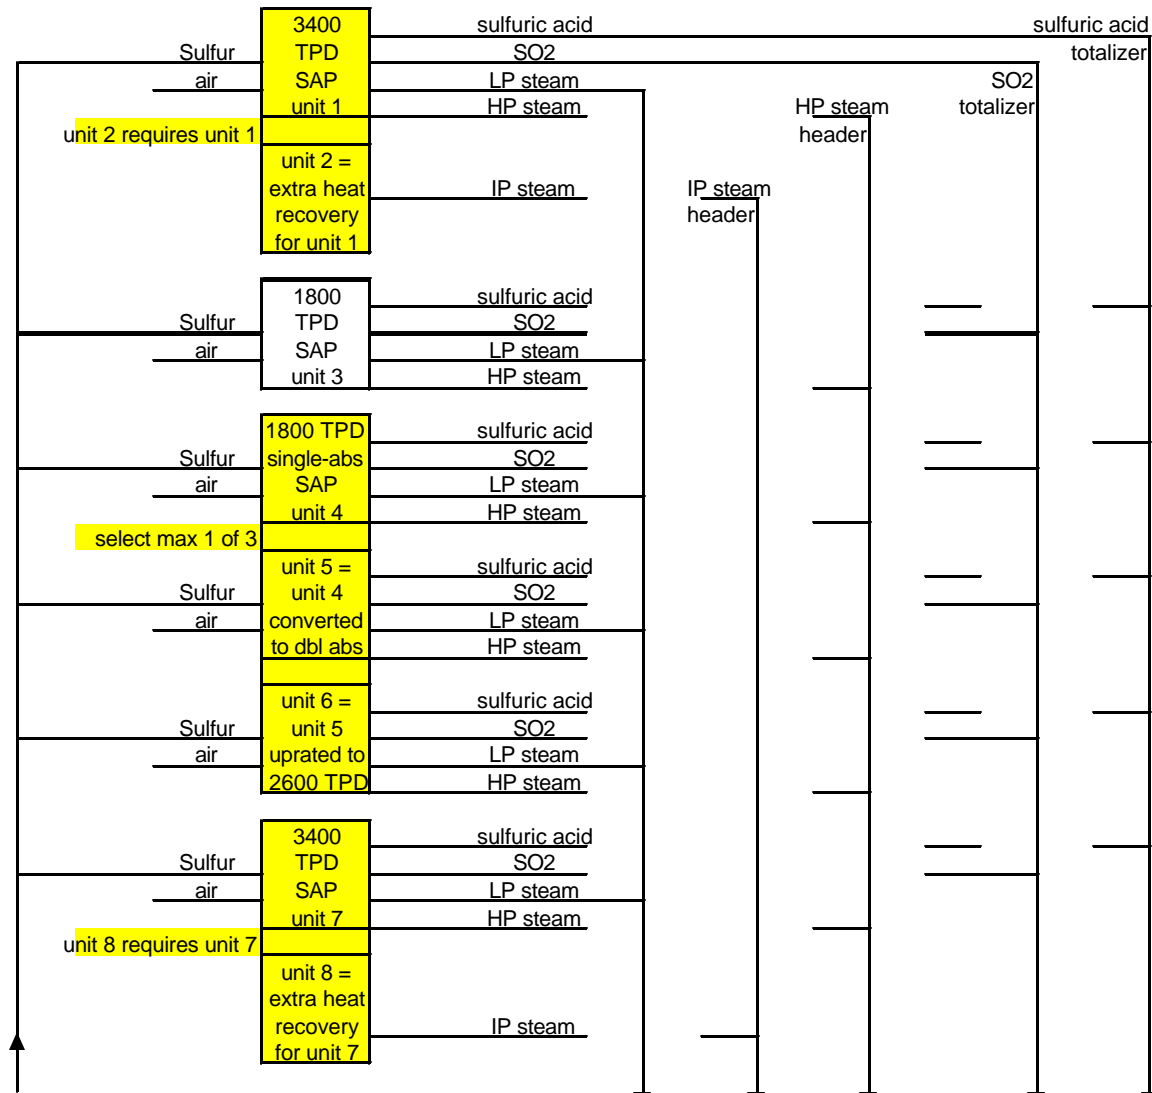 3400 sulfuric acid sulfuric acid
Sulfur TPD SO2 totalizer
air SAP LP steam SO2
unit 1 HP steam HP steam totalizer
unit 2 requires unit 1 header
unit 2 =
extra heat IP steam IP steam
recovery header
for unit 1
1800 sulfuric acid
Sulfur TPD SO2
air SAP LP steam
unit 3 HP steam
1800 TPD sulfuric acid
Sulfur single-abs SO2
air SAP LP steam
unit 4 HP steam
select max 1 of 3
unit 5 = sulfuric acid
Sulfur unit 4 SO2
air converted LP steam
to dbl abs HP steam
unit 6 = sulfuric acid
Sulfur unit 5 SO2
air uprated to LP steam
2600 TPD HP steam
3400 sulfuric acid
Sulfur TPD SO2
air SAP LP steam
unit 7 HP steam
unit 8 requires unit 7
unit 8 =
extra heat
recovery IP steam
for unit 7